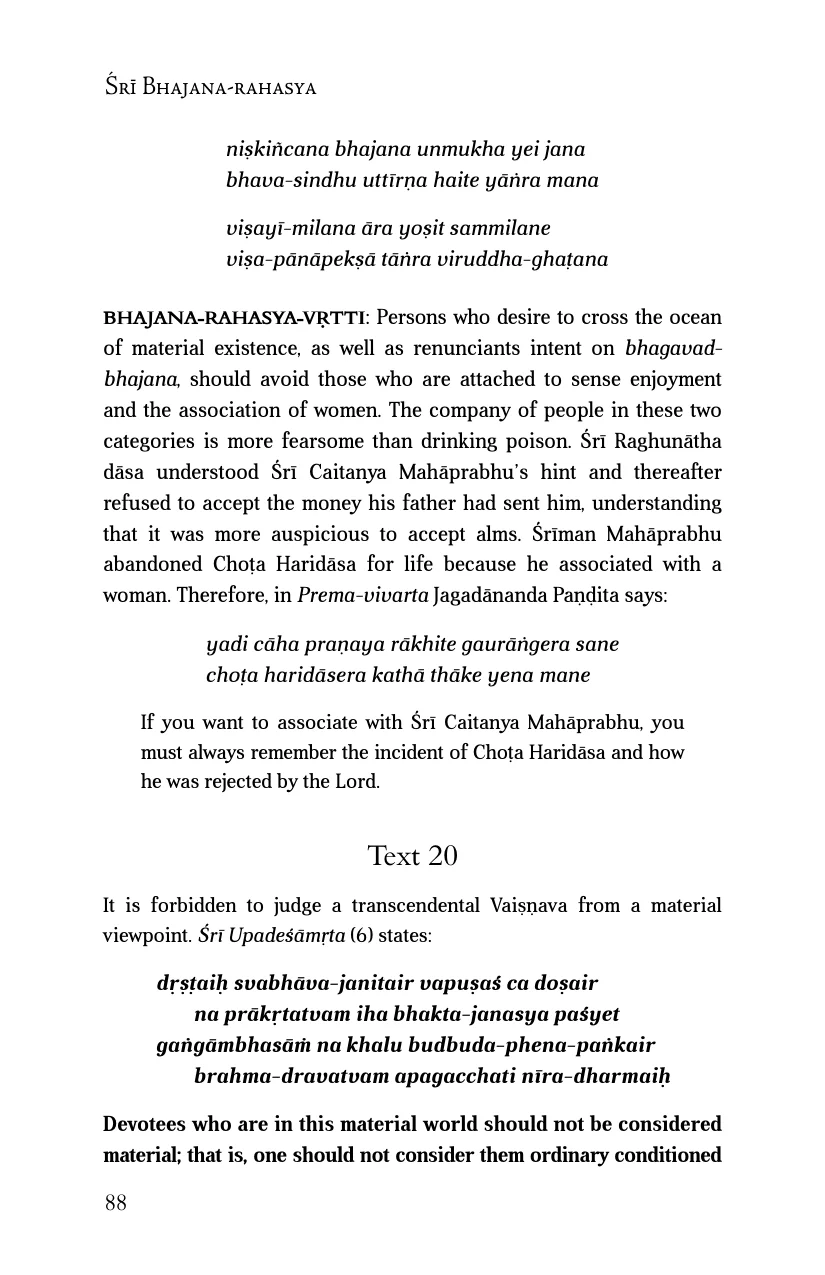 Śrī Bhajana-rahasya
niṣkiñcana bhajana unmukha yei jana
bhava-sindhu uttīrṇa haite yāṅra mana
viṣayī-milana āra yoṣit sammilane
viṣa-pānāpekṣā tāṅra viruddha-ghaṭana
BHAJANA-RAHASYA-VṚTTI: Persons who desire to cross the ocean
of material existence, as well as renunciants intent on bhagavad-
bhajana, should avoid those who are attached to sense enjoyment
and the association of women. The company of people in these two
categories is more fearsome than drinking poison. Śrī Raghunātha
dāsa understood Śrī Caitanya Mahāprabhu's hint and thereafter
refused to accept the money his father had sent him, understanding
that it was more auspicious to accept alms. Śrīman Mahāprabhu
abandoned Choṭa Haridāsa for life because he associated with a
woman. Therefore, in Prema-vivarta Jagadānanda Paṇḍita says:
yadi cāha praṇaya rākhite gaurāṅgera sane
choṭa haridāsera kathā thāke yena mane
If you want to associate with Śrī Caitanya Mahāprabhu, you
must always remember the incident of Choṭa Haridāsa and how
he was rejected by the Lord.
Text 20
It is forbidden to judge a transcendental Vaiṣṇava from a material
viewpoint. Śrī Upadeśāmṛta (6) states:
dṛṣṭaiḥ svabhāva-janitair vapuṣaś ca doṣair
na prākṛtatvam iha bhakta-janasya paśyet
gaṅgāmbhasāṁ na khalu budbuda-phena-paṅkair
brahma-dravatvam apagacchati nīra-dharmaiḥ
Devotees who are in this material world should not be considered
material; that is, one should not consider them ordinary conditioned
88